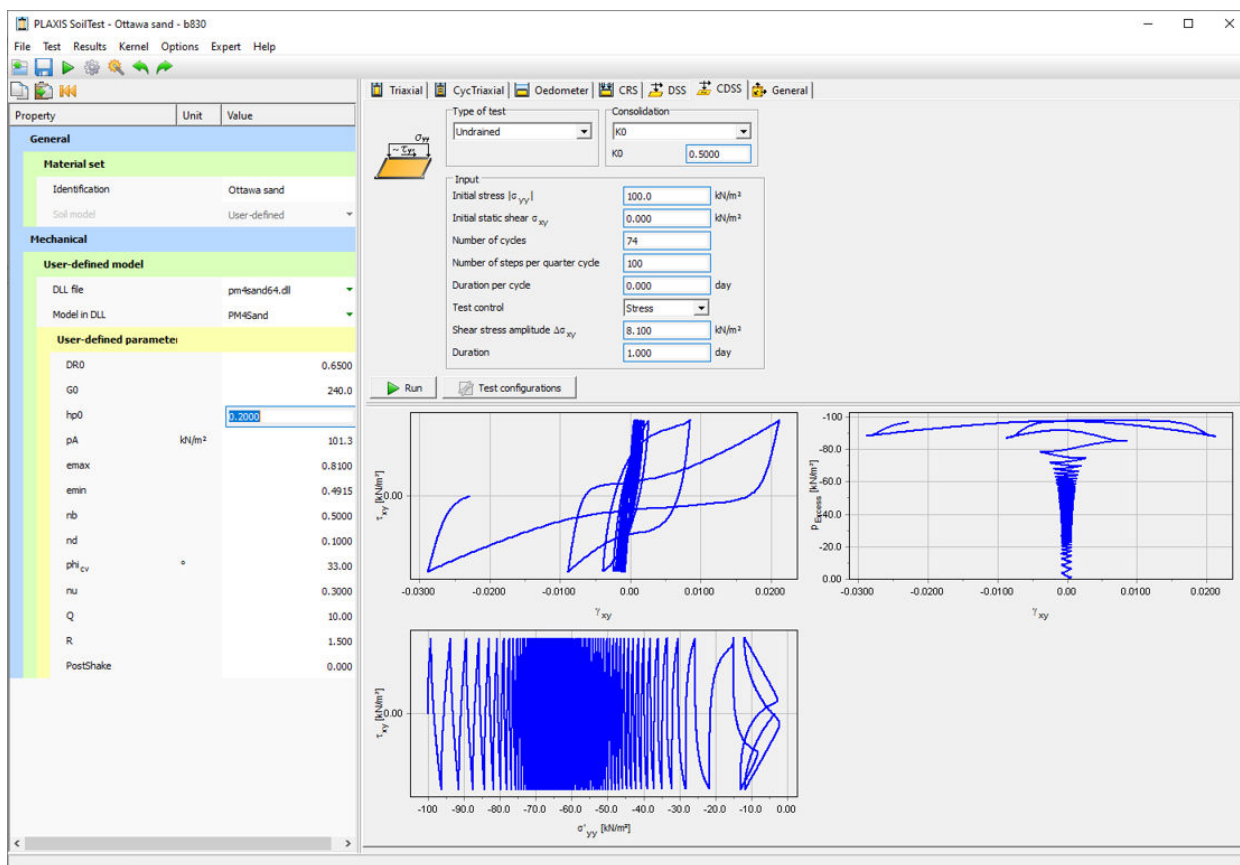 PLAXIS SoilTest - Ottawa sand - b830
File Test Results Kernel Options Expert Help
Property Unit Value
General
Material set
Identification Ottawa sand
Soil model User-defined
Mechanical
User-defined model
DLL file pm4sand64.dll
Model in DLL PM4Sand
User-defined paramete
DR0 0.6500
G0 240.0
hp0 0.2000
pA kN/m² 101.3
emax 0.8100
emin 0.4915
nb 0.5000
nd 0.1000
phi cv ° 33.00
nu 0.3000
Q 10.00
R 1.500
PostShake 0.000
Triaxial CycTriaxial Oedometer CRS DSS CDSS General
σyy
Type of test
Undrained
Consolidation
K0
K0 0.5000
Input
Initial stress |σ yy| 100.0 kN/m²
Initial static shear σ xy 0.000 kN/m²
Number of cycles 74
Number of steps per quarter cycle 100
Duration per cycle 0.000 day
Test control Stress
Shear stress amplitude Δσ xy 8.100 kN/m²
Duration 1.000 day
Run Test configurations
τ xy [kN/m²]
0.00
-0.0300 -0.0200 -0.0100 0.00 0.0100 0.0200
γ xy
p Excess [kN/m²]
-100
-80.0
-60.0
-40.0
-20.0
0.00
-0.0300 -0.0200 -0.0100 0.00 0.0100 0.0200
γ xy
τ xy [kN/m²]
0.00
-100 -90.0 -80.0 -70.0 -60.0 -50.0 -40.0 -30.0 -20.0 -10.0 0.00
σ' yy [kN/m²]